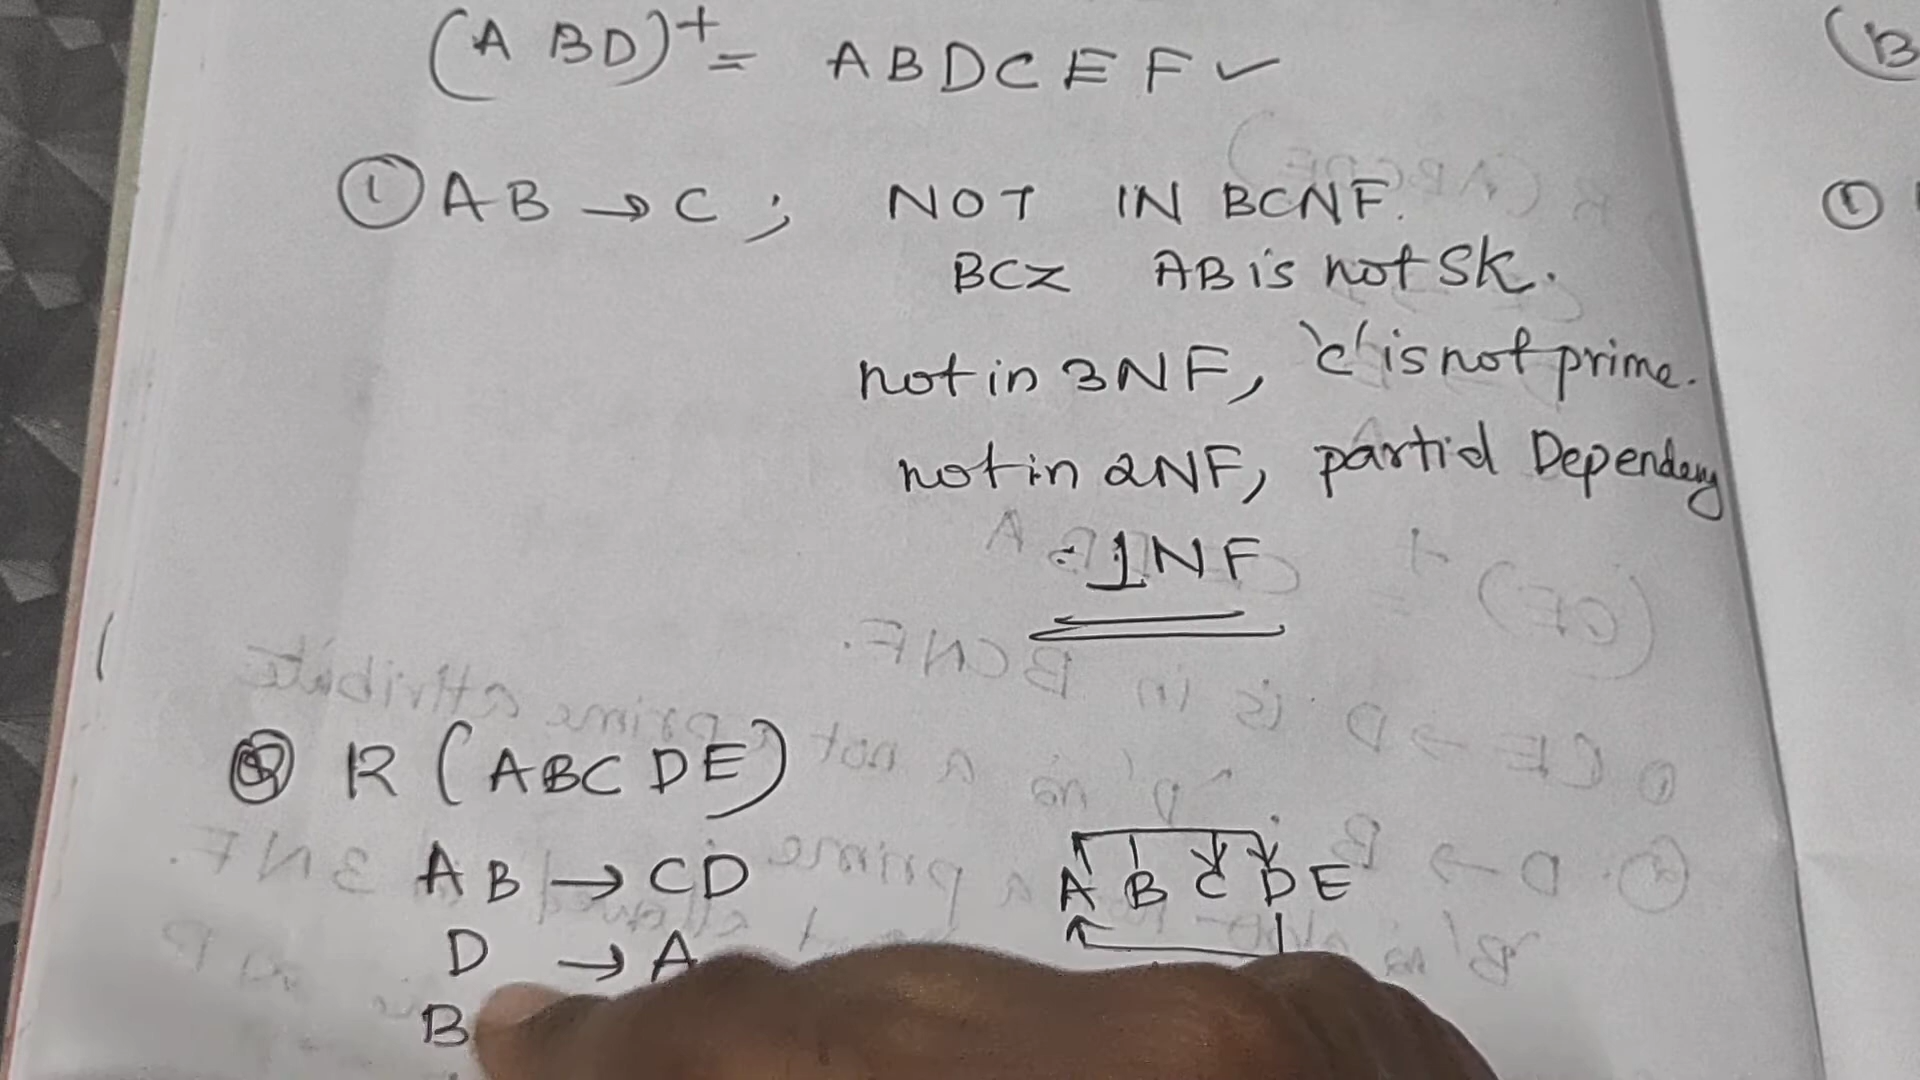 (ABD)+ = ABDCEF ✓
① AB → C ; NOT IN BCNF.
BCZ AB is not SK.
not in 3NF, 'C' is not prime.
not in 2NF, partial Dependency
1NF
R (ABCDE)
AB → CD
A B C D E
D → A
B
(B
①